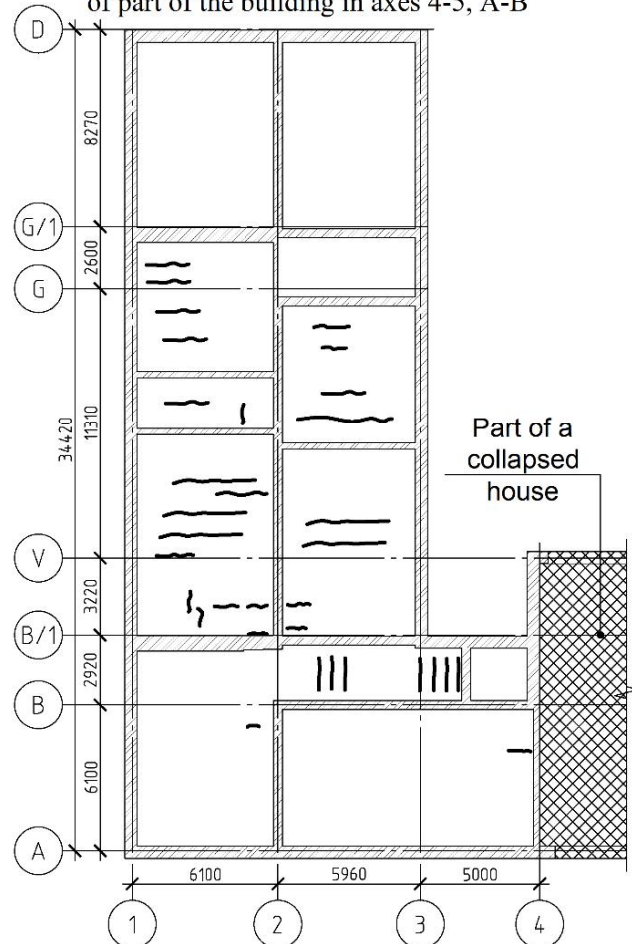 of part of the building in axes 4-5, A-B
D
8270
G/1
2600
G
11310
34420
Part of a
collapsed
house
V
3220
B/1
2920
B
6100
A
6100
5960
5000
1
2
3
4